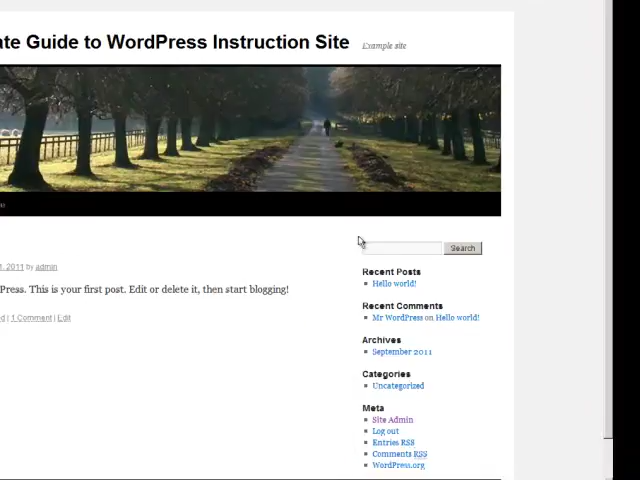 ate Guide to WordPress Instruction Site
Example site
Search
1, 2011 by admin
Press. This is your first post. Edit or delete it, then start blogging!
d | 1 Comment | Edit
Recent Posts
Hello world!
Recent Comments
Mr WordPress on Hello world!
Archives
September 2011
Categories
Uncategorized
Meta
Site Admin
Log out
Entries RSS
Comments RSS
WordPress.org